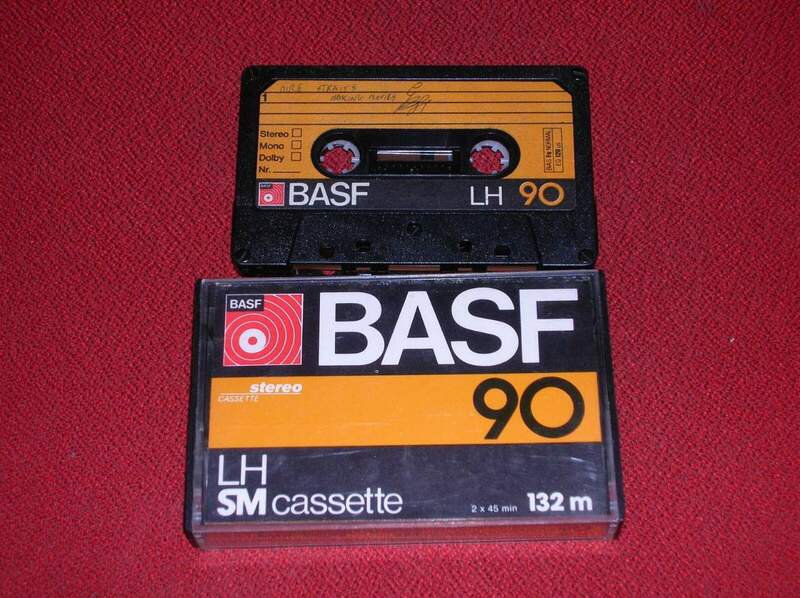 DIRE STRAITS
MAKING MOVIES
1
Stereo
Mono
Dolby
Nr.
BASF LH 90
BASF
BASF
stereo
CASSETTE
90
LH
SM cassette
2 x 45 min 132 m